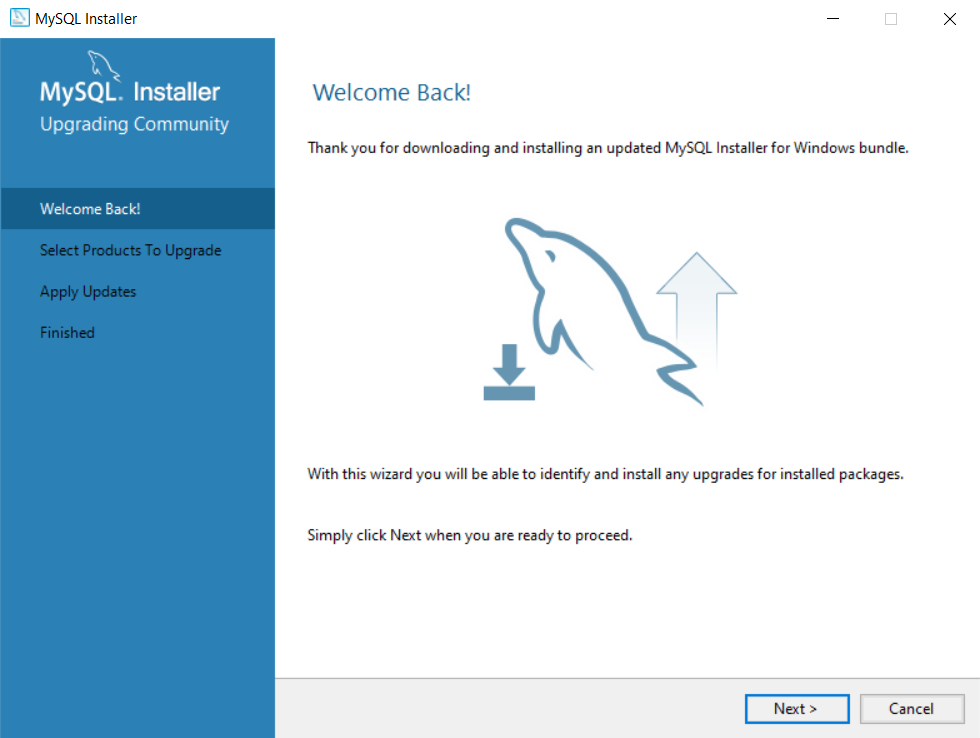 MySQL Installer
MySQL. Installer
Upgrading Community
Welcome Back!
Select Products To Upgrade
Apply Updates
Finished
Welcome Back!
Thank you for downloading and installing an updated MySQL Installer for Windows bundle.
With this wizard you will be able to identify and install any upgrades for installed packages.
Simply click Next when you are ready to proceed.
Next >
Cancel